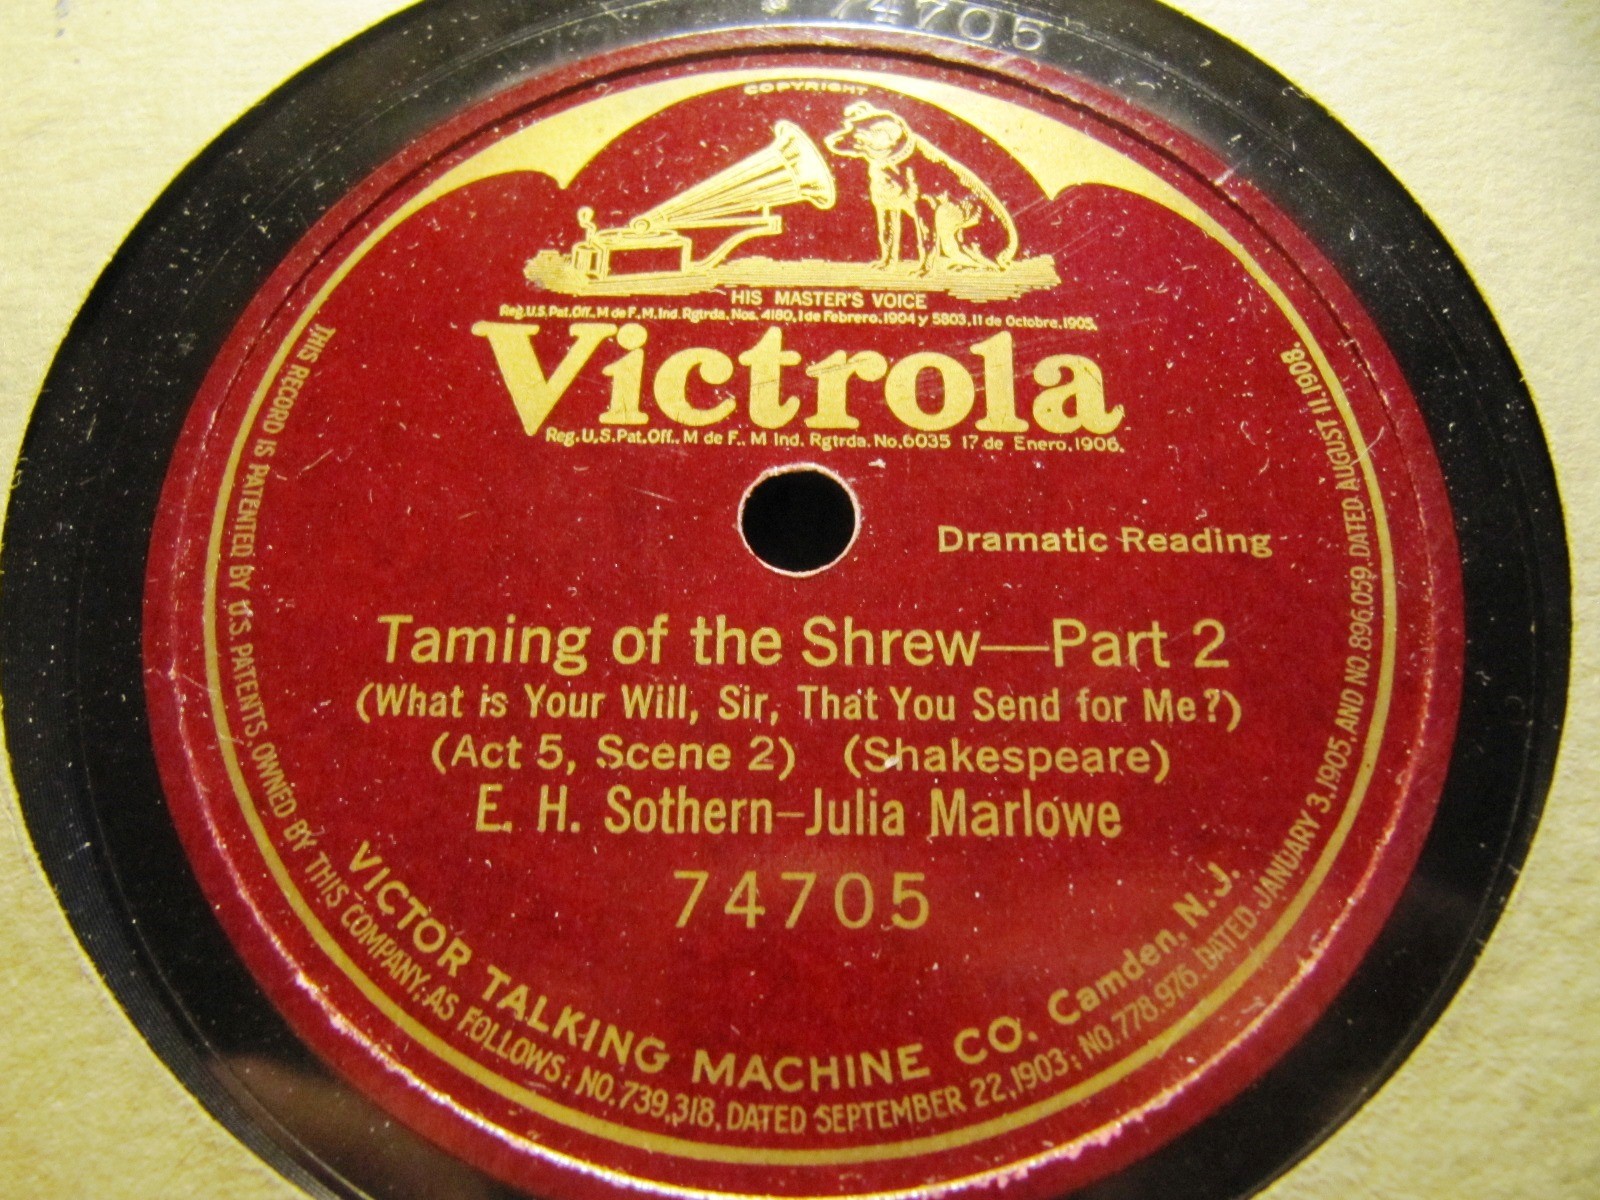 74705
COPYRIGHT
HIS MASTER'S VOICE
Reg.U.S.Pat.Off.. M de F., M.Ind. Rgtrda. Nos. 4180, 1 de Febrero.1904 y 5803, 11 de Octobre.1905.
Victrola
Reg.U.S.Pat.Off.. M de F.. M Ind. Rgtrda. No.6035 17 de Enero.1906.
Dramatic Reading
Taming of the Shrew—Part 2
(What is Your Will, Sir, That You Send for Me?)
(Act 5, Scene 2) (Shakespeare)
E. H. Sothern–Julia Marlowe
74705
VICTOR TALKING MACHINE CO. Camden, N.J.
THIS RECORD IS PATENTED BY U.S. PATENTS, OWNED BY THIS COMPANY; AS FOLLOWS: NO. 739,318, DATED SEPTEMBER 22,1903; NO. 778.976, DATED JANUARY 3,1905, AND NO. 896,059, DATED AUGUST 11.1908.